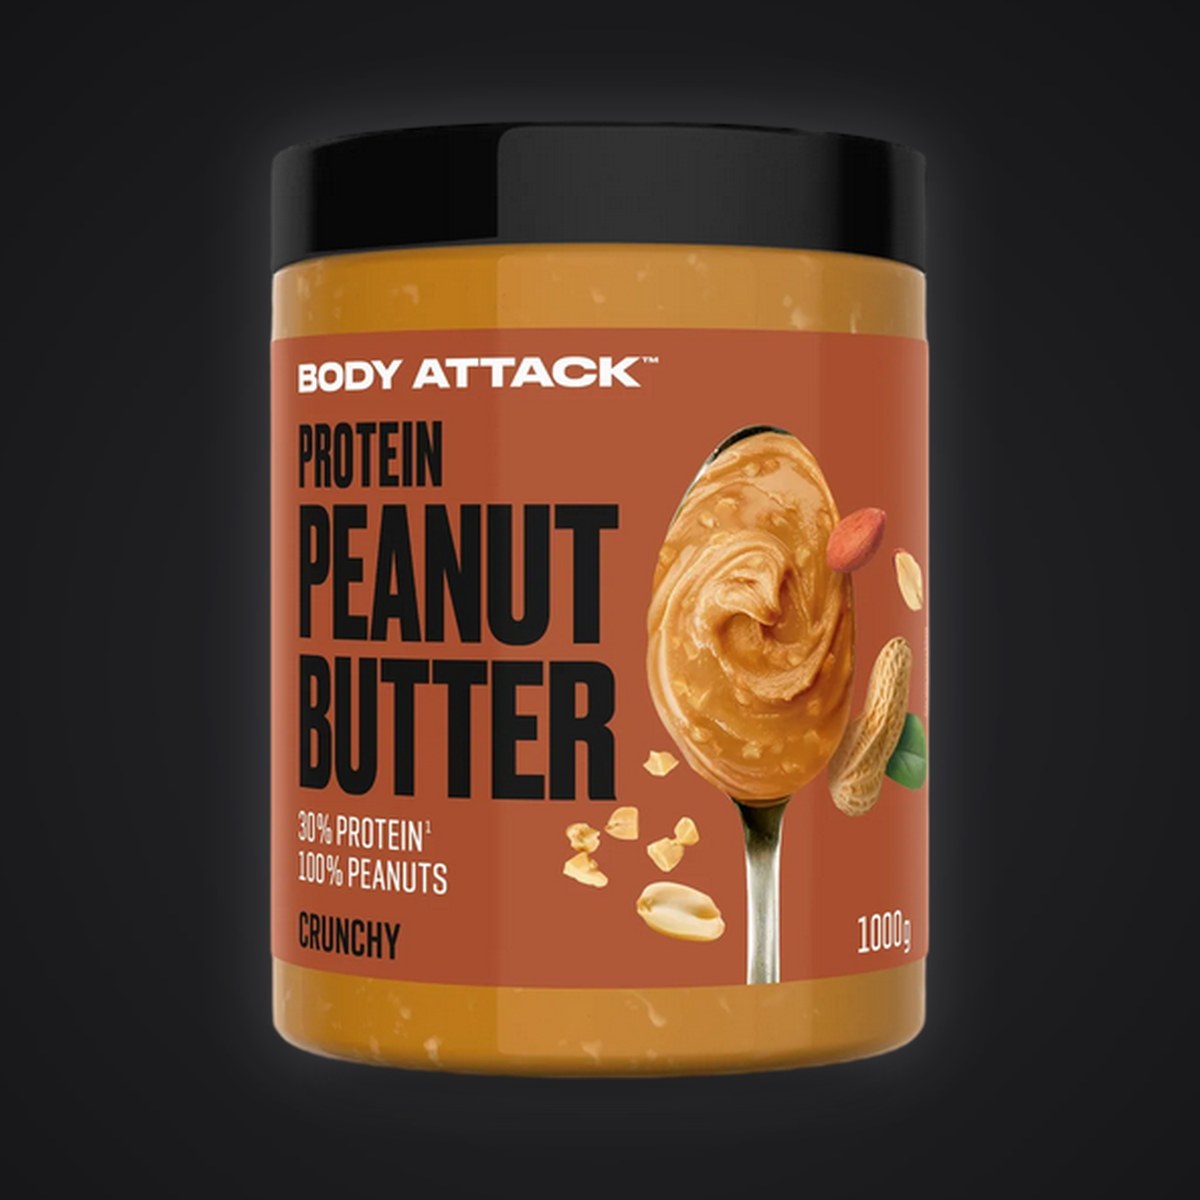 BODY ATTACK™
PROTEIN
PEANUT
BUTTER
30% PROTEIN¹
100% PEANUTS
CRUNCHY
1000g